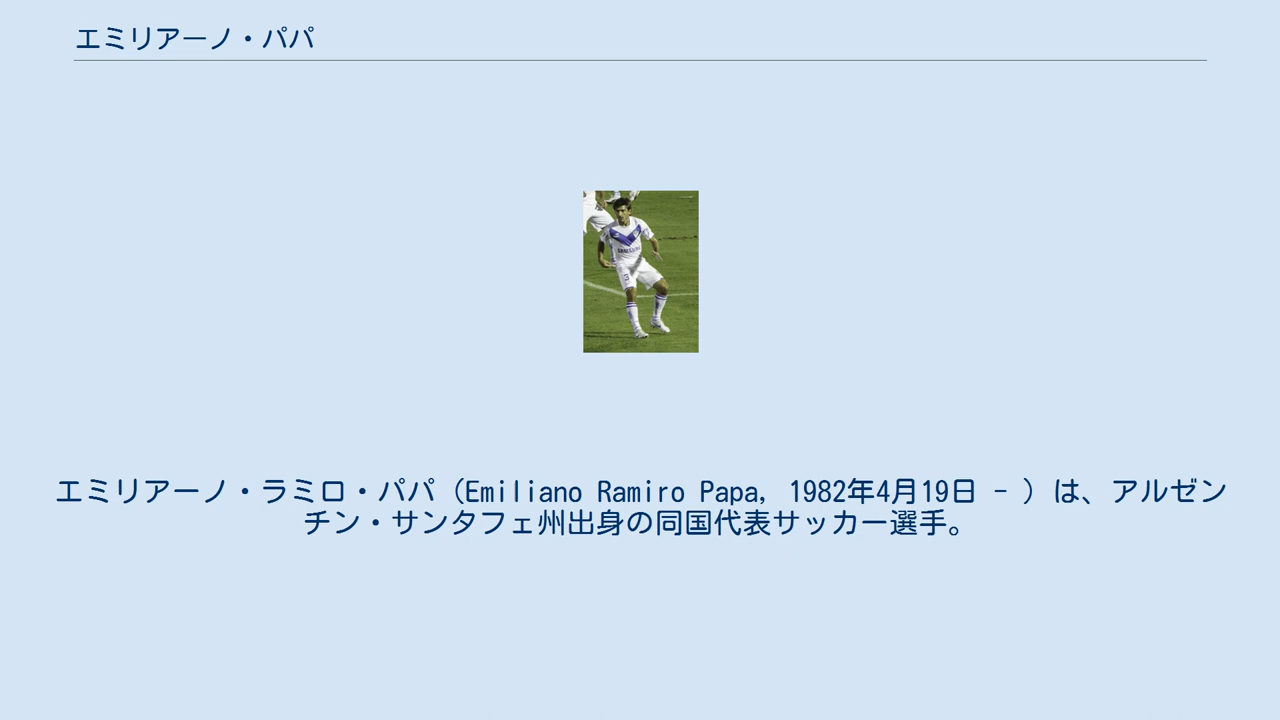 エミリアーノ・パパ
エミリアーノ・ラミロ・パパ（Emiliano Ramiro Papa, 1982年4月19日 - ）は、アルゼン
チン・サンタフェ州出身の同国代表サッカー選手。